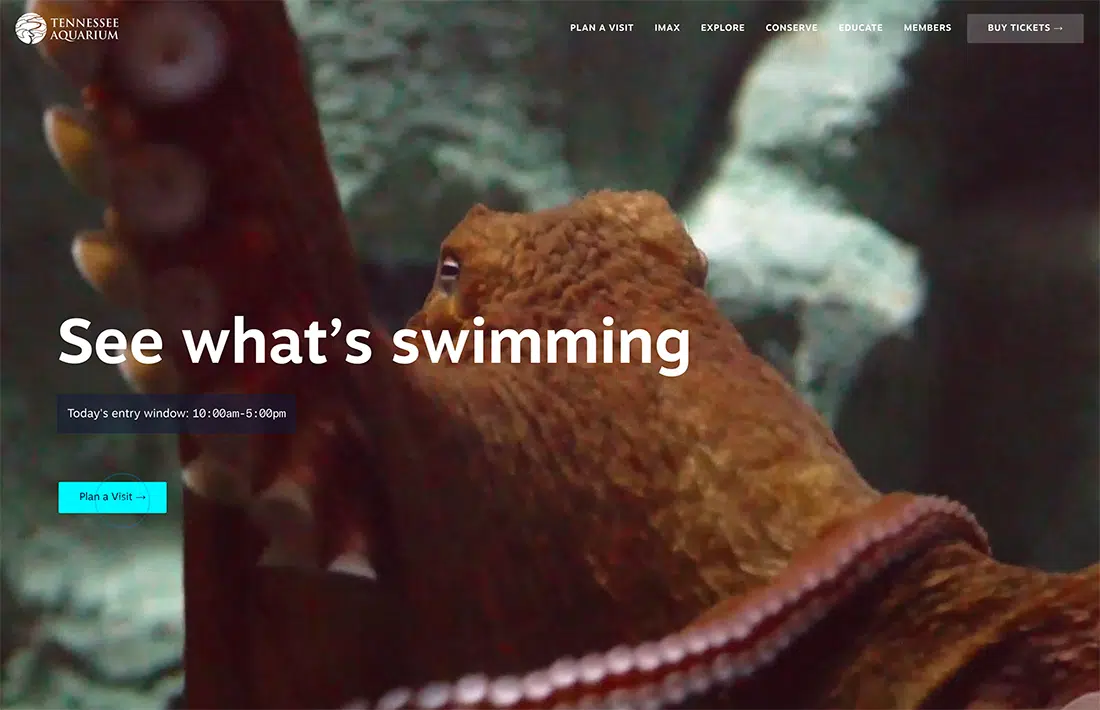 TENNESSEE
AQUARIUM
PLAN A VISIT IMAX EXPLORE CONSERVE EDUCATE MEMBERS BUY TICKETS →
See what’s swimming
Today's entry window: 10:00am-5:00pm
Plan a Visit →